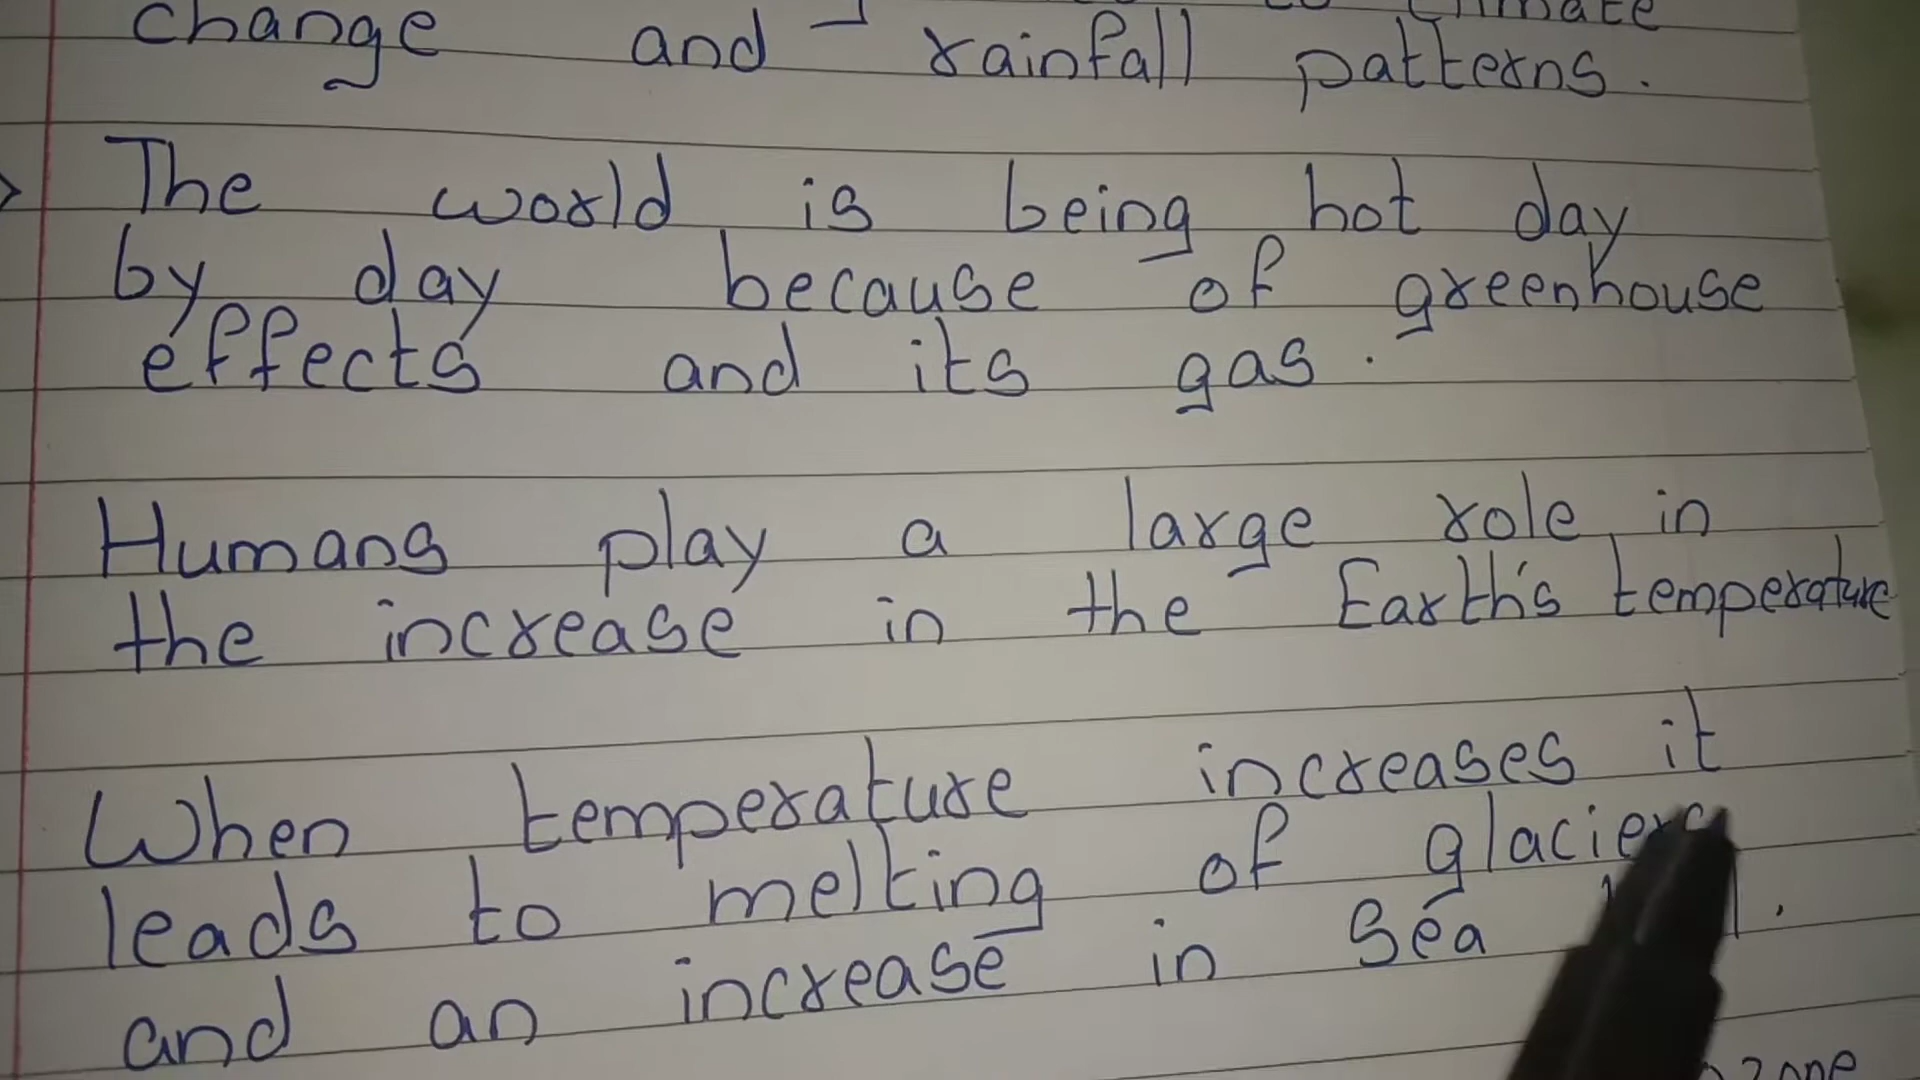 climate
change and rainfall patterns.
The world is being hot day
by day because of greenhouse
effects and its gas.
Humans play a large role in
the increase in the Earth's temperature
When temperature increases it
leads to melting of glaciers
and an increase in sea